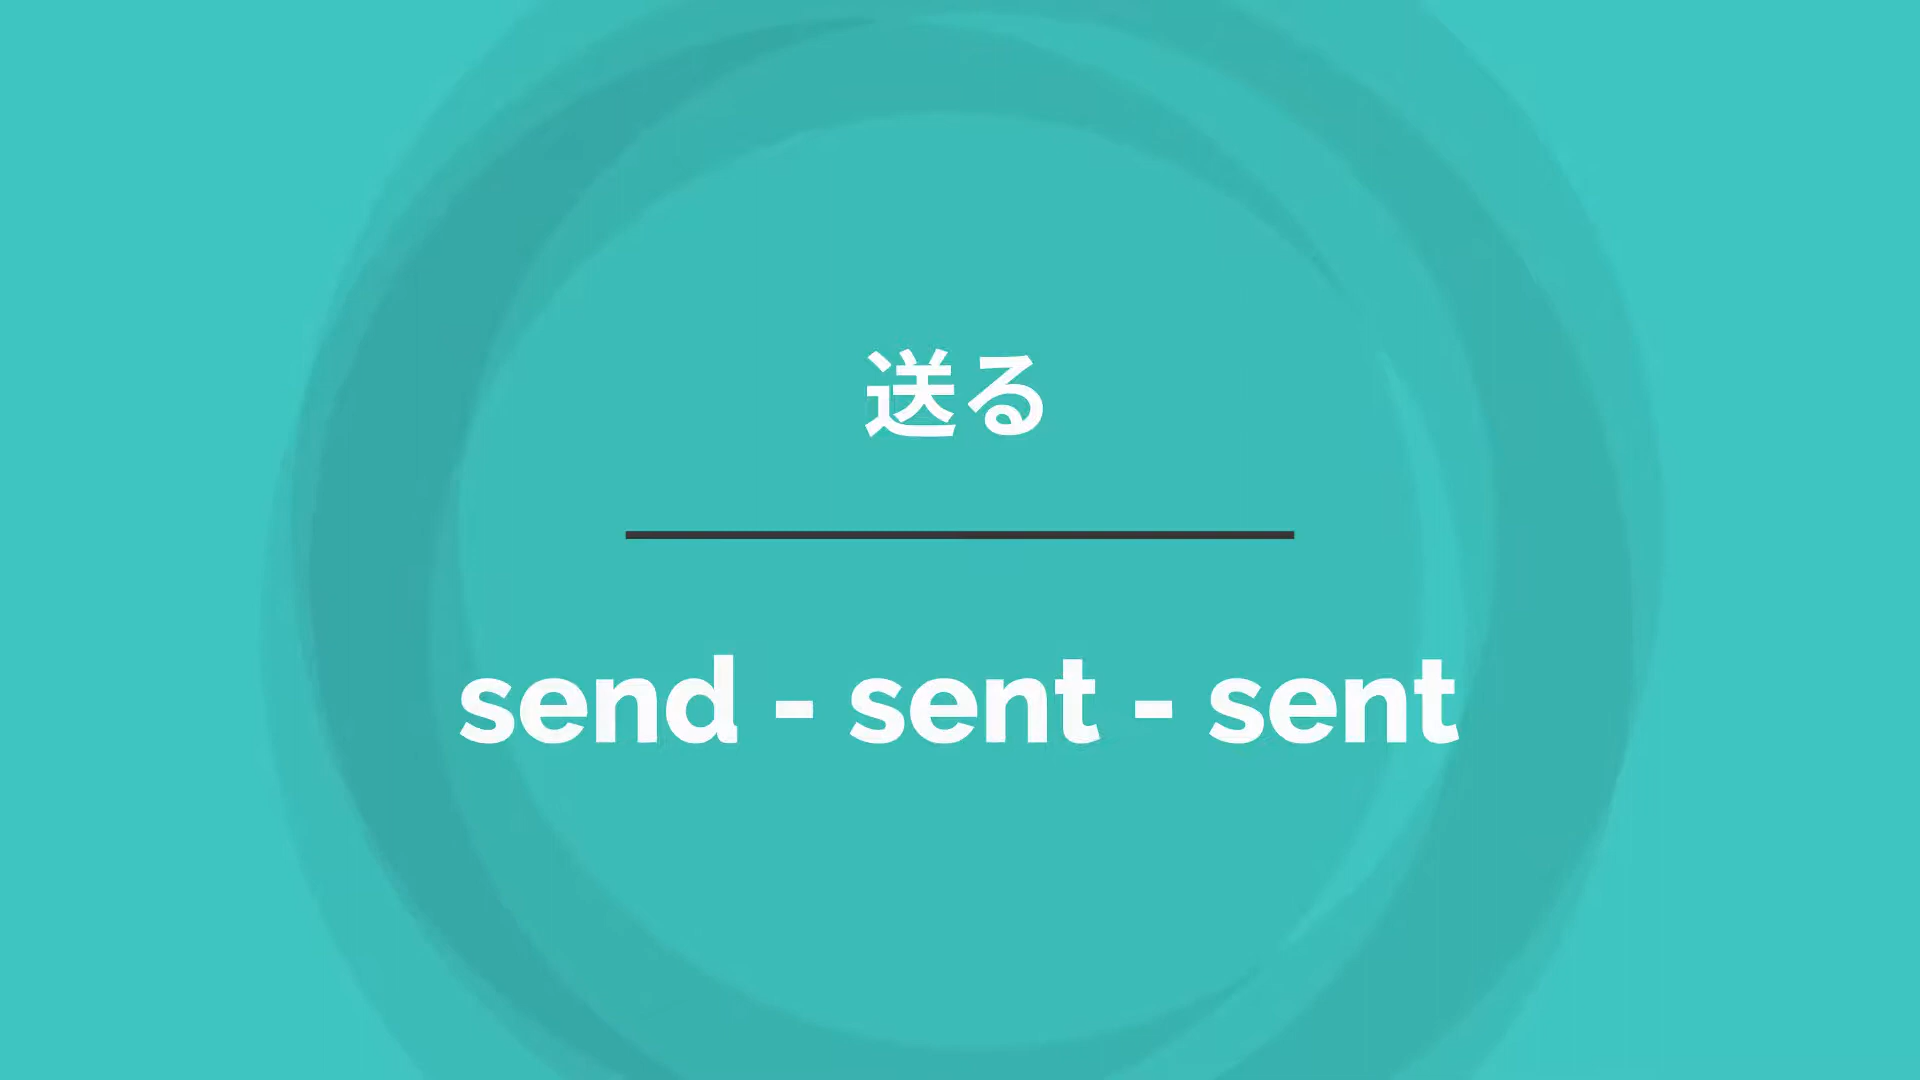 送る
send - sent - sent